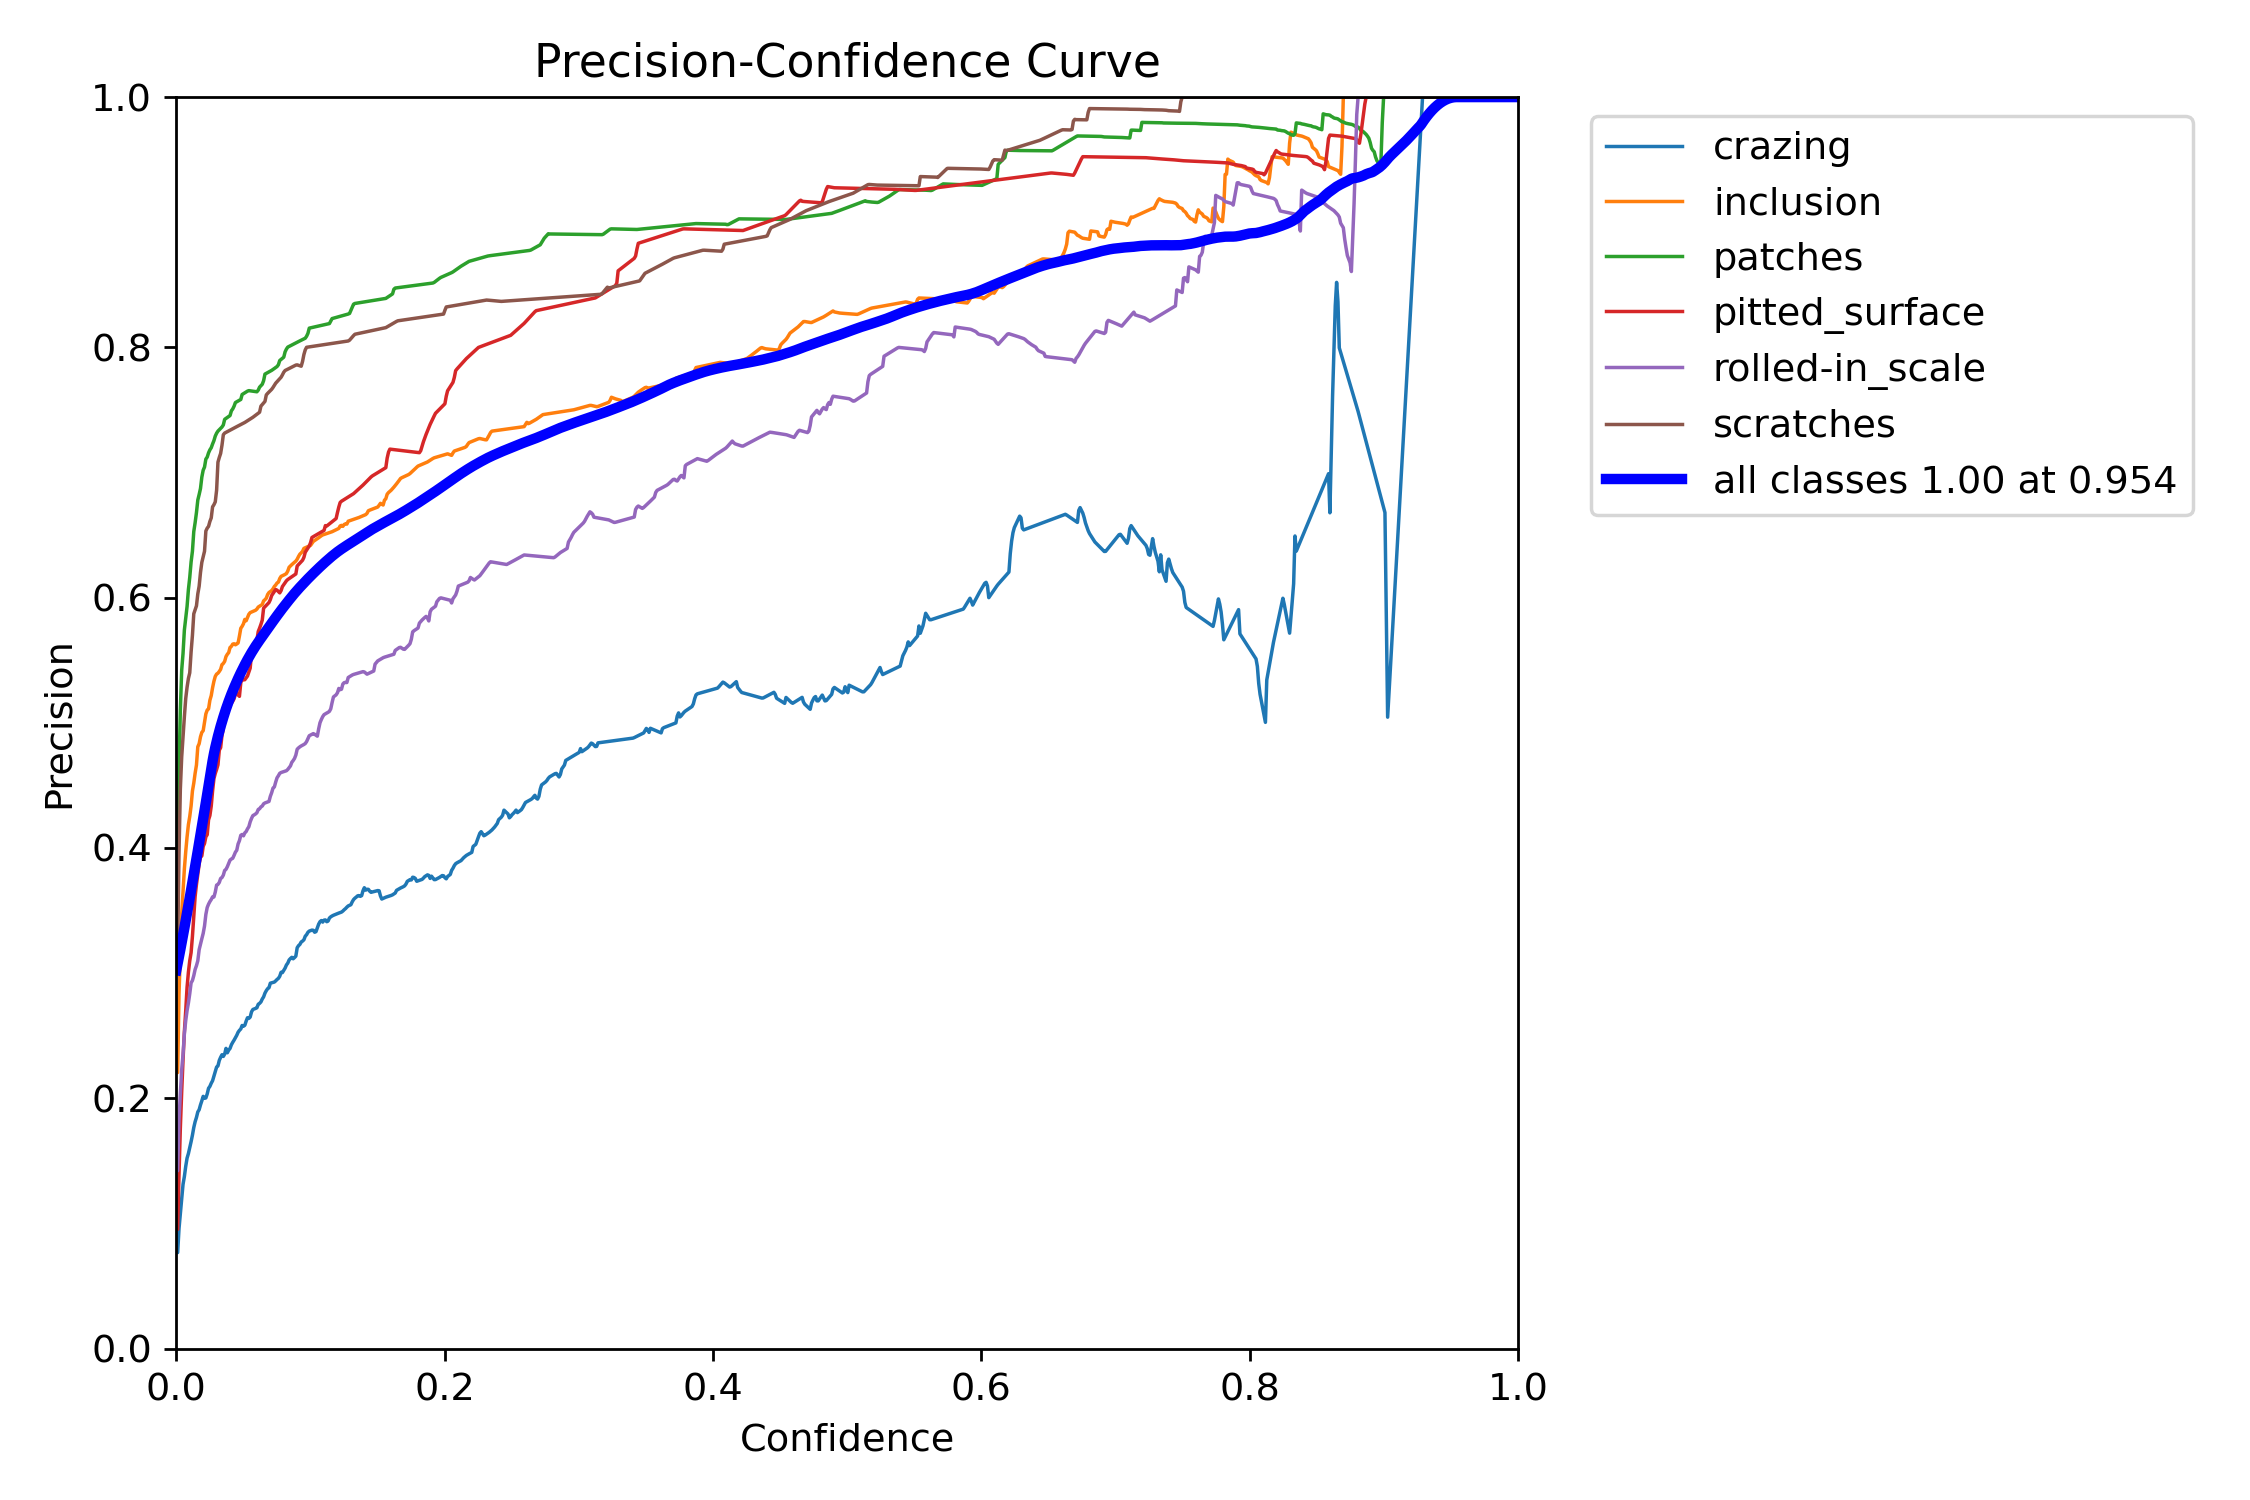 Precision-Confidence Curve
1.0
0.8
0.6
0.4
0.2
0.0
Precision
0.0 0.2 0.4 0.6 0.8 1.0
Confidence
crazing
inclusion
patches
pitted_surface
rolled-in_scale
scratches
all classes 1.00 at 0.954